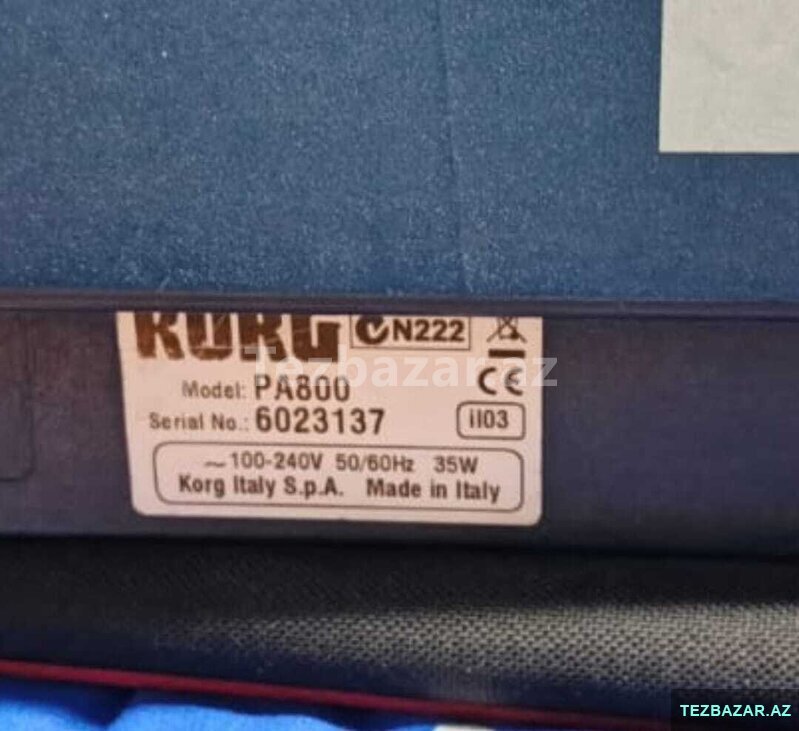 KORG N222
Tezbazar.az
Model: PA800
CE
Serial No.: 6023137
i103
~100-240V 50/60Hz 35W
Korg Italy S.p.A. Made in Italy
TEZBAZAR.AZ